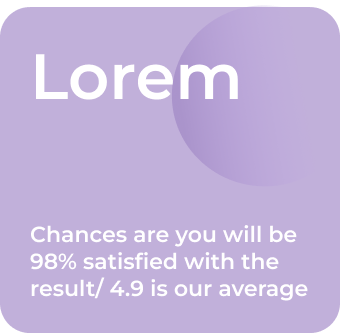 Lorem
Chances are you will be
98% satisfied with the
result/ 4.9 is our average